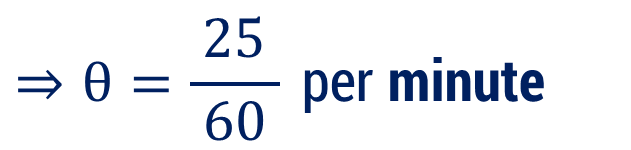 ⇒ θ = 25/60 per minute